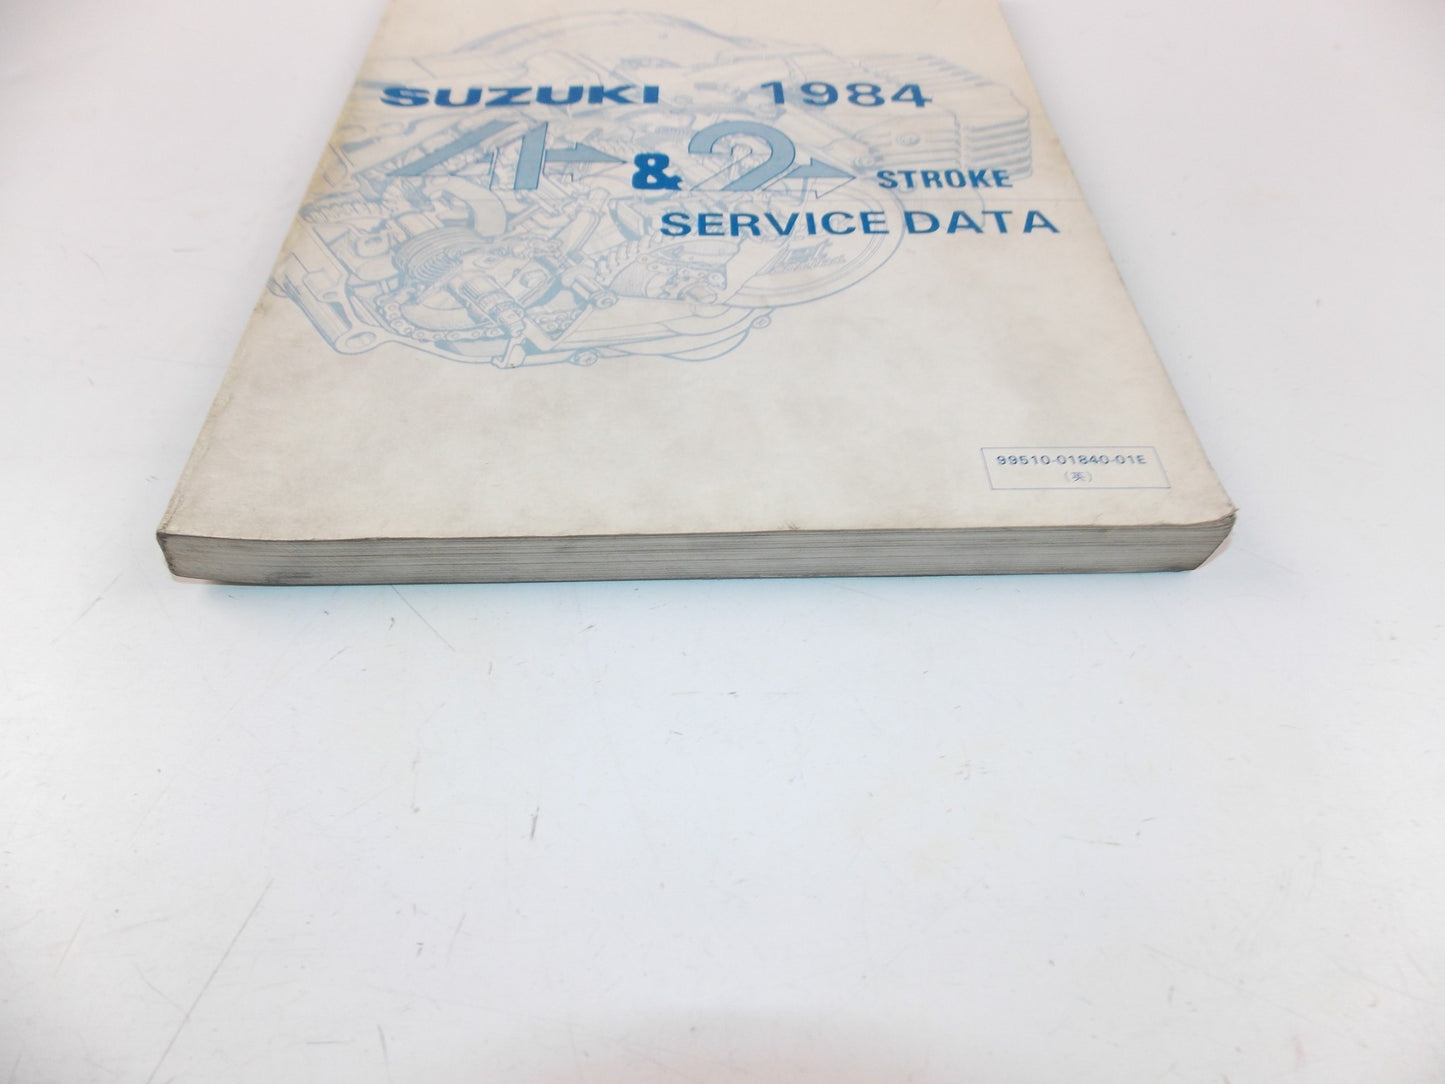 SUZUKI 1984
4 & 2 STROKE
SERVICE DATA
99510-01840-01E
(英)